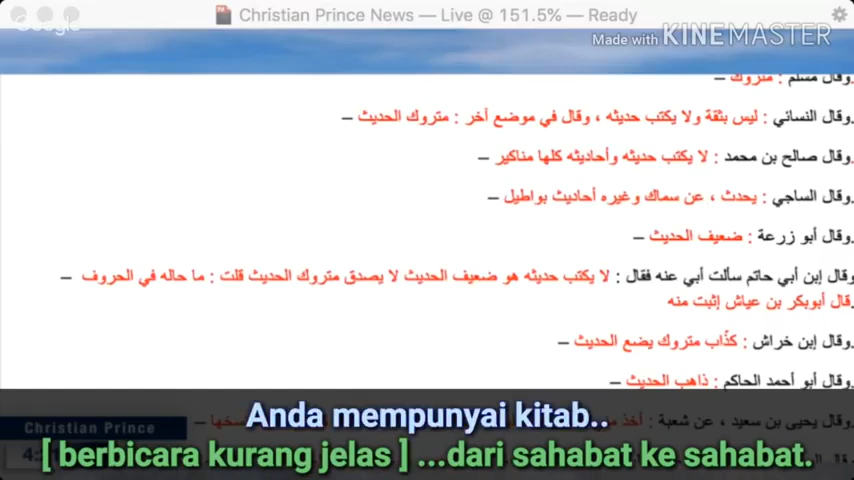 Christian Prince News — Live @ 151.5% — Ready
Google
Made with KINEMASTER
.وقال مسلم : متروك –
.وقال النسائي : ليس بثقة ولا يكتب حديثه ، وقال في موضع أخر : متروك الحديث –
.وقال صالح بن محمد : لا يكتب حديثه وأحاديثه كلها مناكير –
.وقال الساجي : يحدث ، عن سماك وغيره أحاديث بواطيل –
.وقال أبو زرعة : ضعيف الحديث –
وقال إبن أبي حاتم سألت أبي عنه فقال : لا يكتب حديثه هو ضعيف الحديث لا يصدق متروك الحديث قلت : ما حاله في الحروف –
.قال أبوبكر بن عياش إثبت منه
.وقال إبن خراش : كذّاب متروك يضع الحديث –
.وقال أبو أحمد الحاكم : ذاهب الحديث –
.وقال يحيى بن سعيد ، عن شعبة : أخذ
Christian Prince
Anda mempunyai kitab..
[ berbicara kurang jelas ] ...dari sahabat ke sahabat.